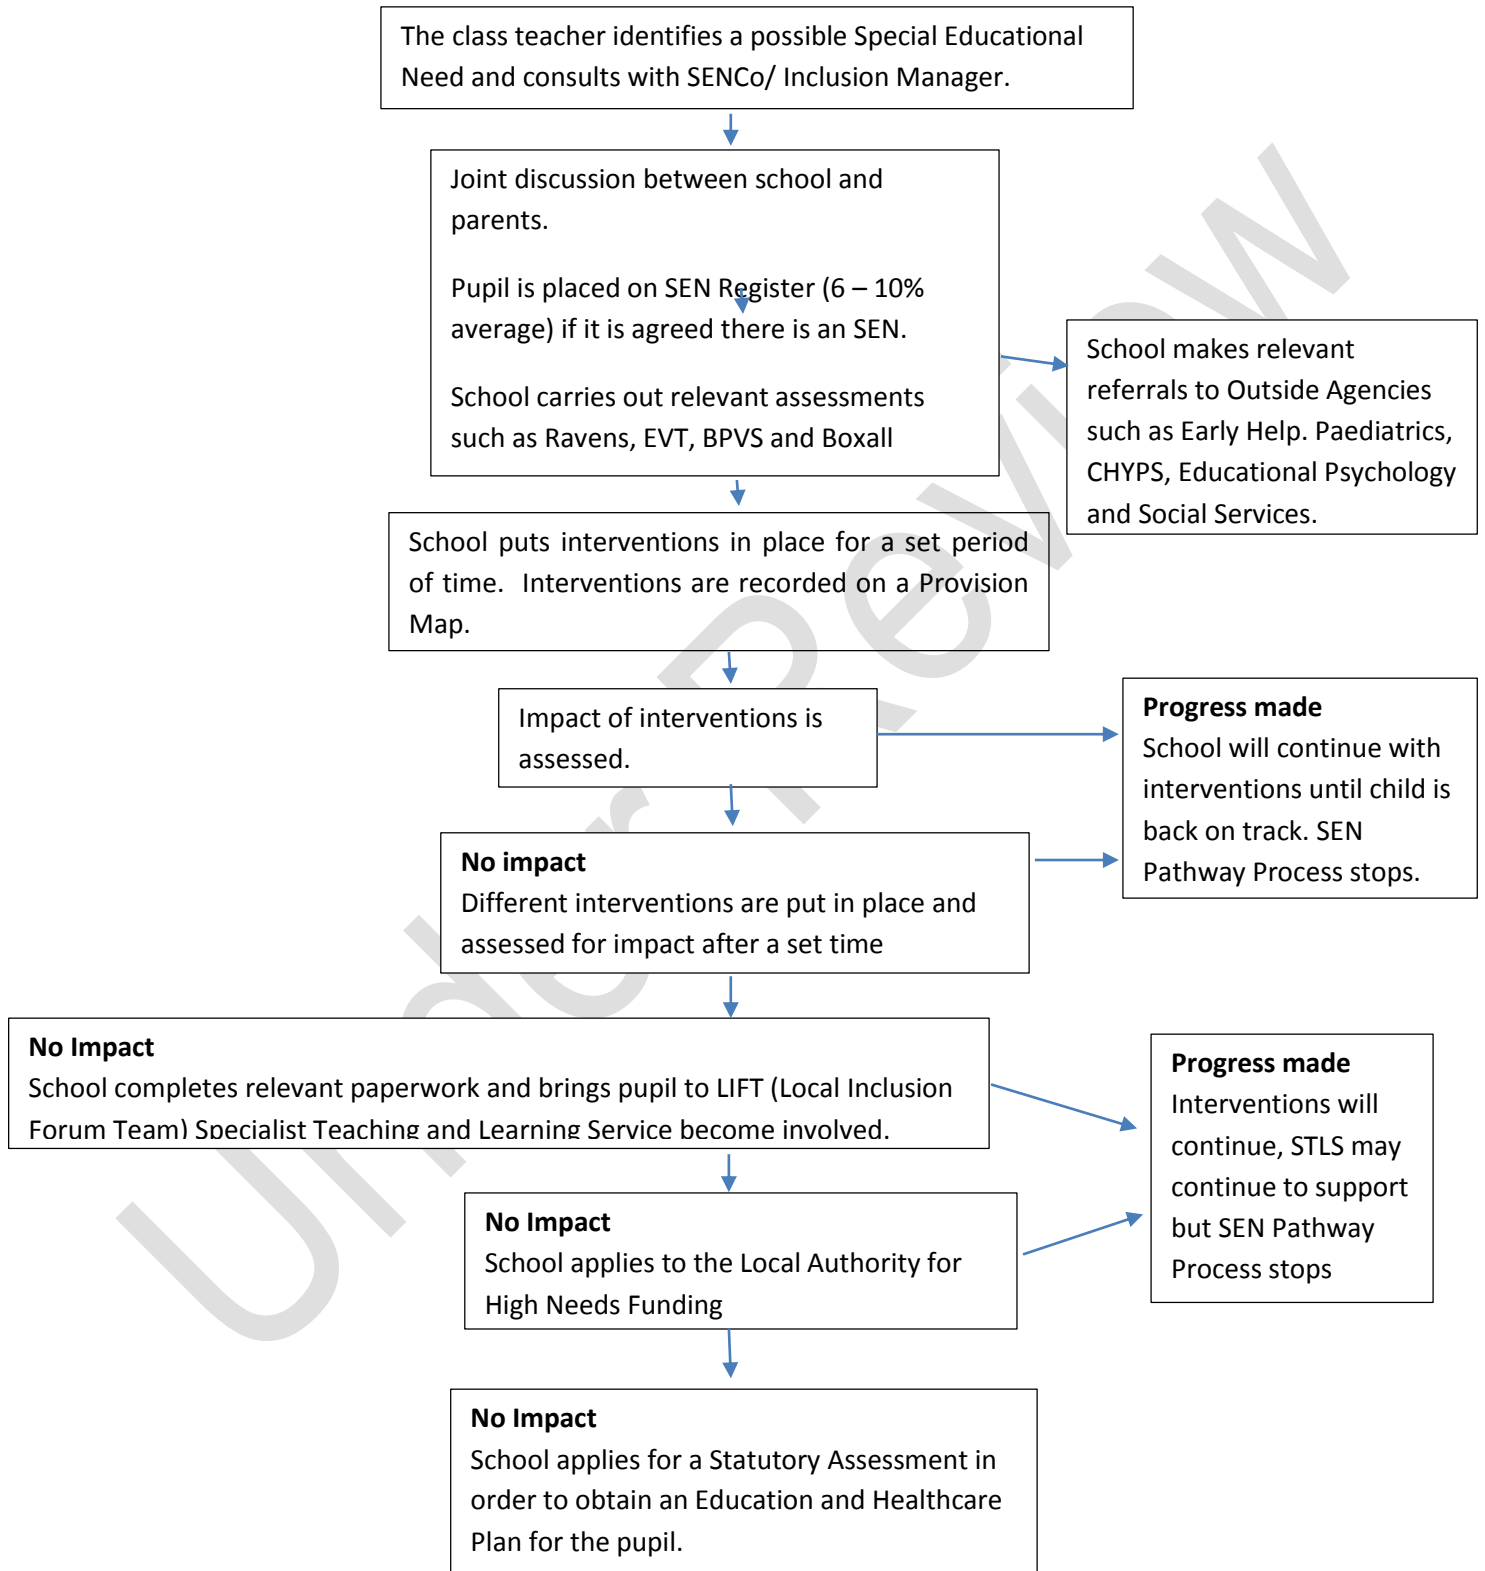 The class teacher identifies a possible Special Educational
Need and consults with SENCo/ Inclusion Manager.
Joint discussion between school and
parents.
Pupil is placed on SEN Register (6 – 10%
average) if it is agreed there is an SEN.
School carries out relevant assessments
such as Ravens, EVT, BPVS and Boxall
School makes relevant
referrals to Outside Agencies
such as Early Help. Paediatrics,
CHYPS, Educational Psychology
and Social Services.
School puts interventions in place for a set period
of time. Interventions are recorded on a Provision
Map.
Impact of interventions is
assessed.
Progress made
School will continue with
interventions until child is
back on track. SEN
Pathway Process stops.
No impact
Different interventions are put in place and
assessed for impact after a set time
No Impact
School completes relevant paperwork and brings pupil to LIFT (Local Inclusion
Forum Team) Specialist Teaching and Learning Service become involved.
Progress made
Interventions will
continue, STLS may
continue to support
but SEN Pathway
Process stops
No Impact
School applies to the Local Authority for
High Needs Funding
No Impact
School applies for a Statutory Assessment in
order to obtain an Education and Healthcare
Plan for the pupil.
Under Review